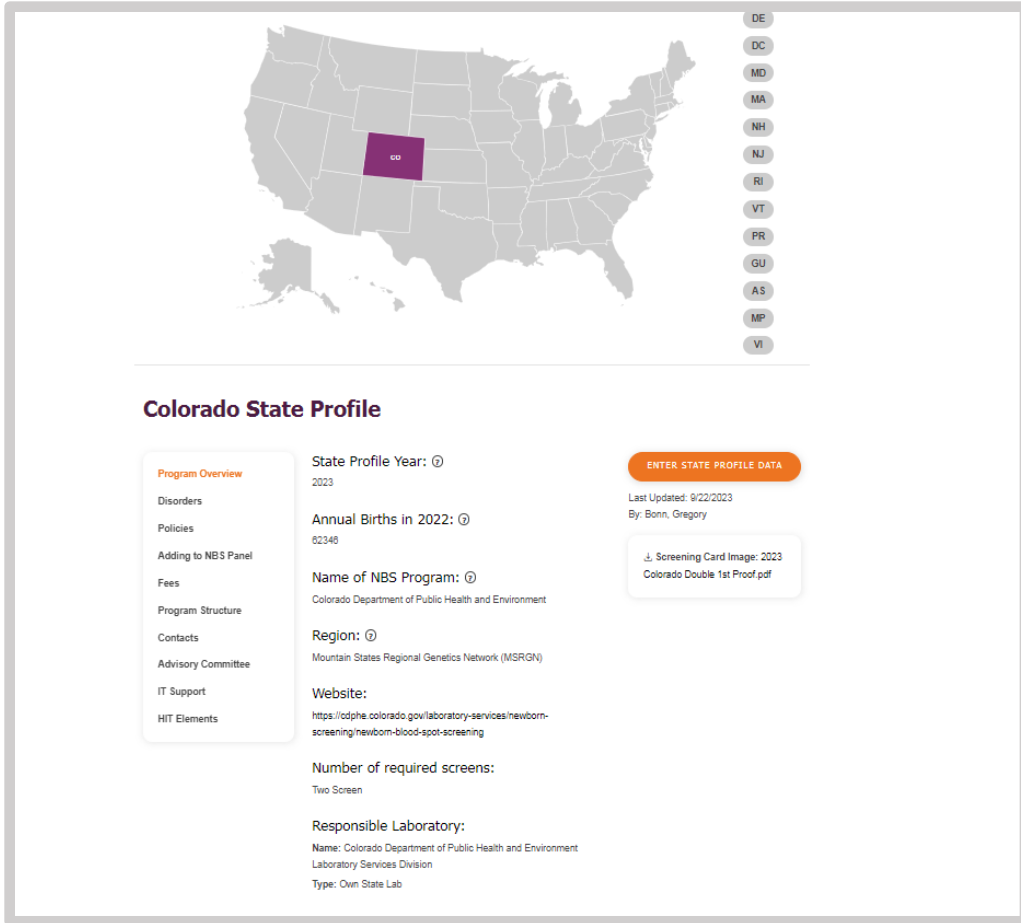 DE
DC
MD
MA
NH
NJ
RI
VT
PR
GU
AS
MP
VI
CO
Colorado State Profile
Program Overview
Disorders
Policies
Adding to NBS Panel
Fees
Program Structure
Contacts
Advisory Committee
IT Support
HIT Elements
State Profile Year: ?
2023
Annual Births in 2022: ?
62346
Name of NBS Program: ?
Colorado Department of Public Health and Environment
Region: ?
Mountain States Regional Genetics Network (MSRGN)
Website:
https://cdphe.colorado.gov/laboratory-services/newborn-
screening/newborn-blood-spot-screening
Number of required screens:
Two Screen
Responsible Laboratory:
Name: Colorado Department of Public Health and Environment
Laboratory Services Division
Type: Own State Lab
ENTER STATE PROFILE DATA
Last Updated: 9/22/2023
By: Bonn, Gregory
Screening Card Image: 2023
Colorado Double 1st Proof.pdf